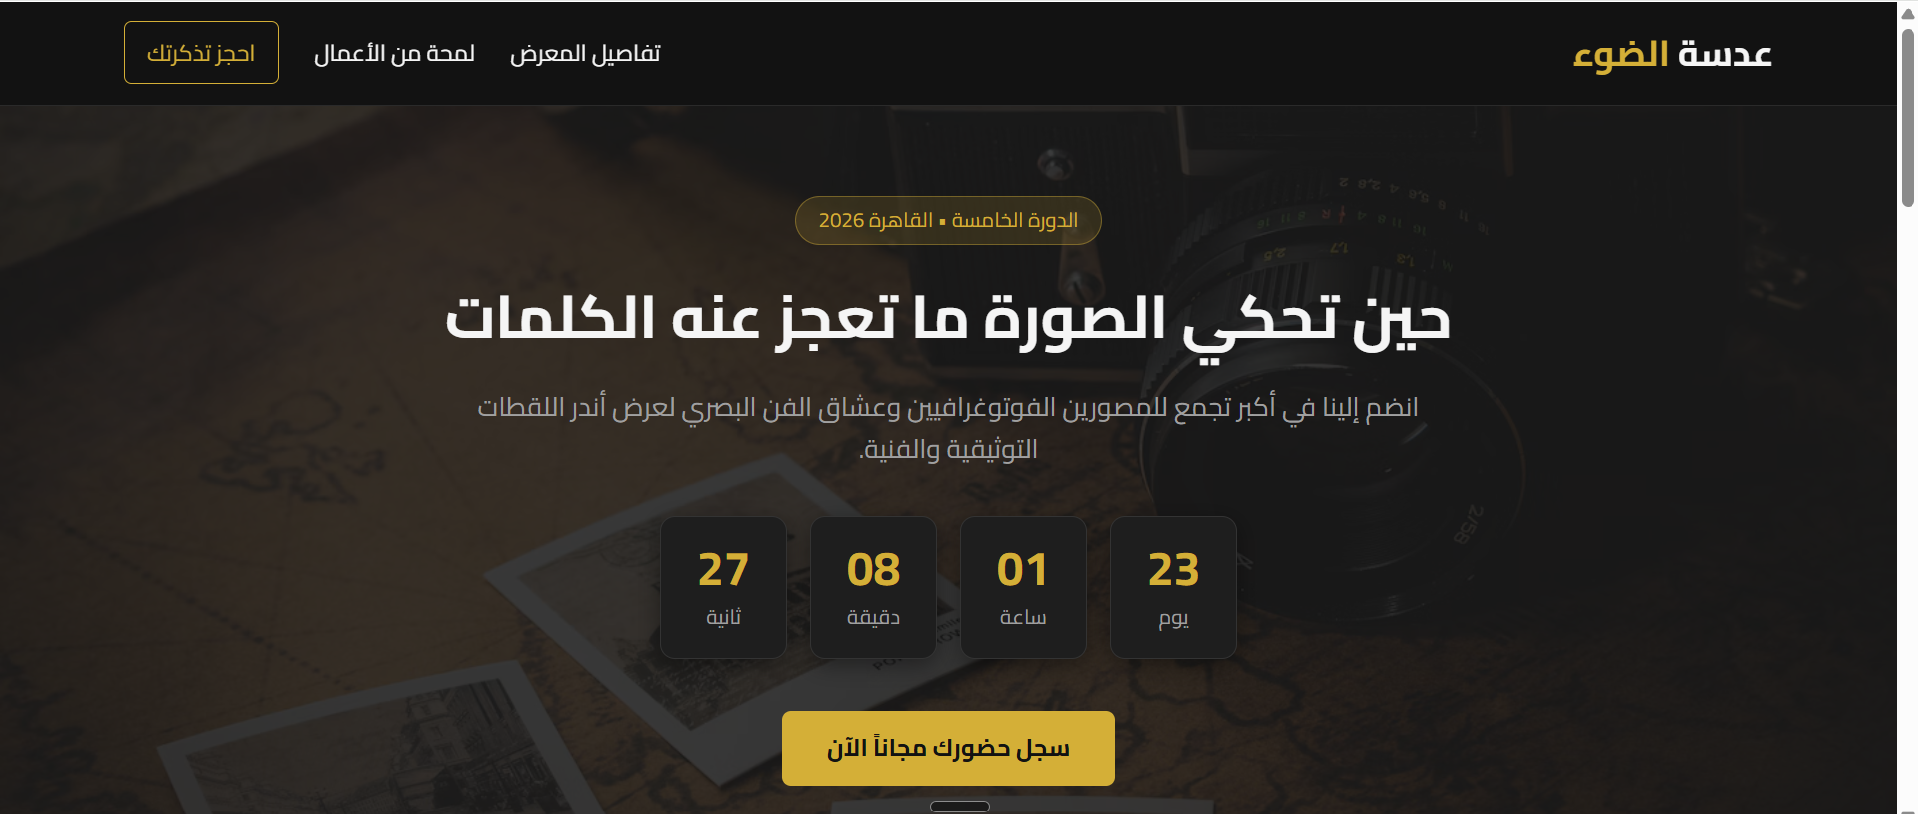 عدسة الضوء
تفاصيل المعرض
لمحة من الأعمال
احجز تذكرتك
الدورة الخامسة ▪ القاهرة 2026
حين تحكي الصورة ما تعجز عنه الكلمات
انضم إلينا في أكبر تجمع للمصورين الفوتوغرافيين وعشاق الفن البصري لعرض أندر اللقطات
التوثيقية والفنية.
23
يوم
01
ساعة
08
دقيقة
27
ثانية
سجل حضورك مجاناً الآن